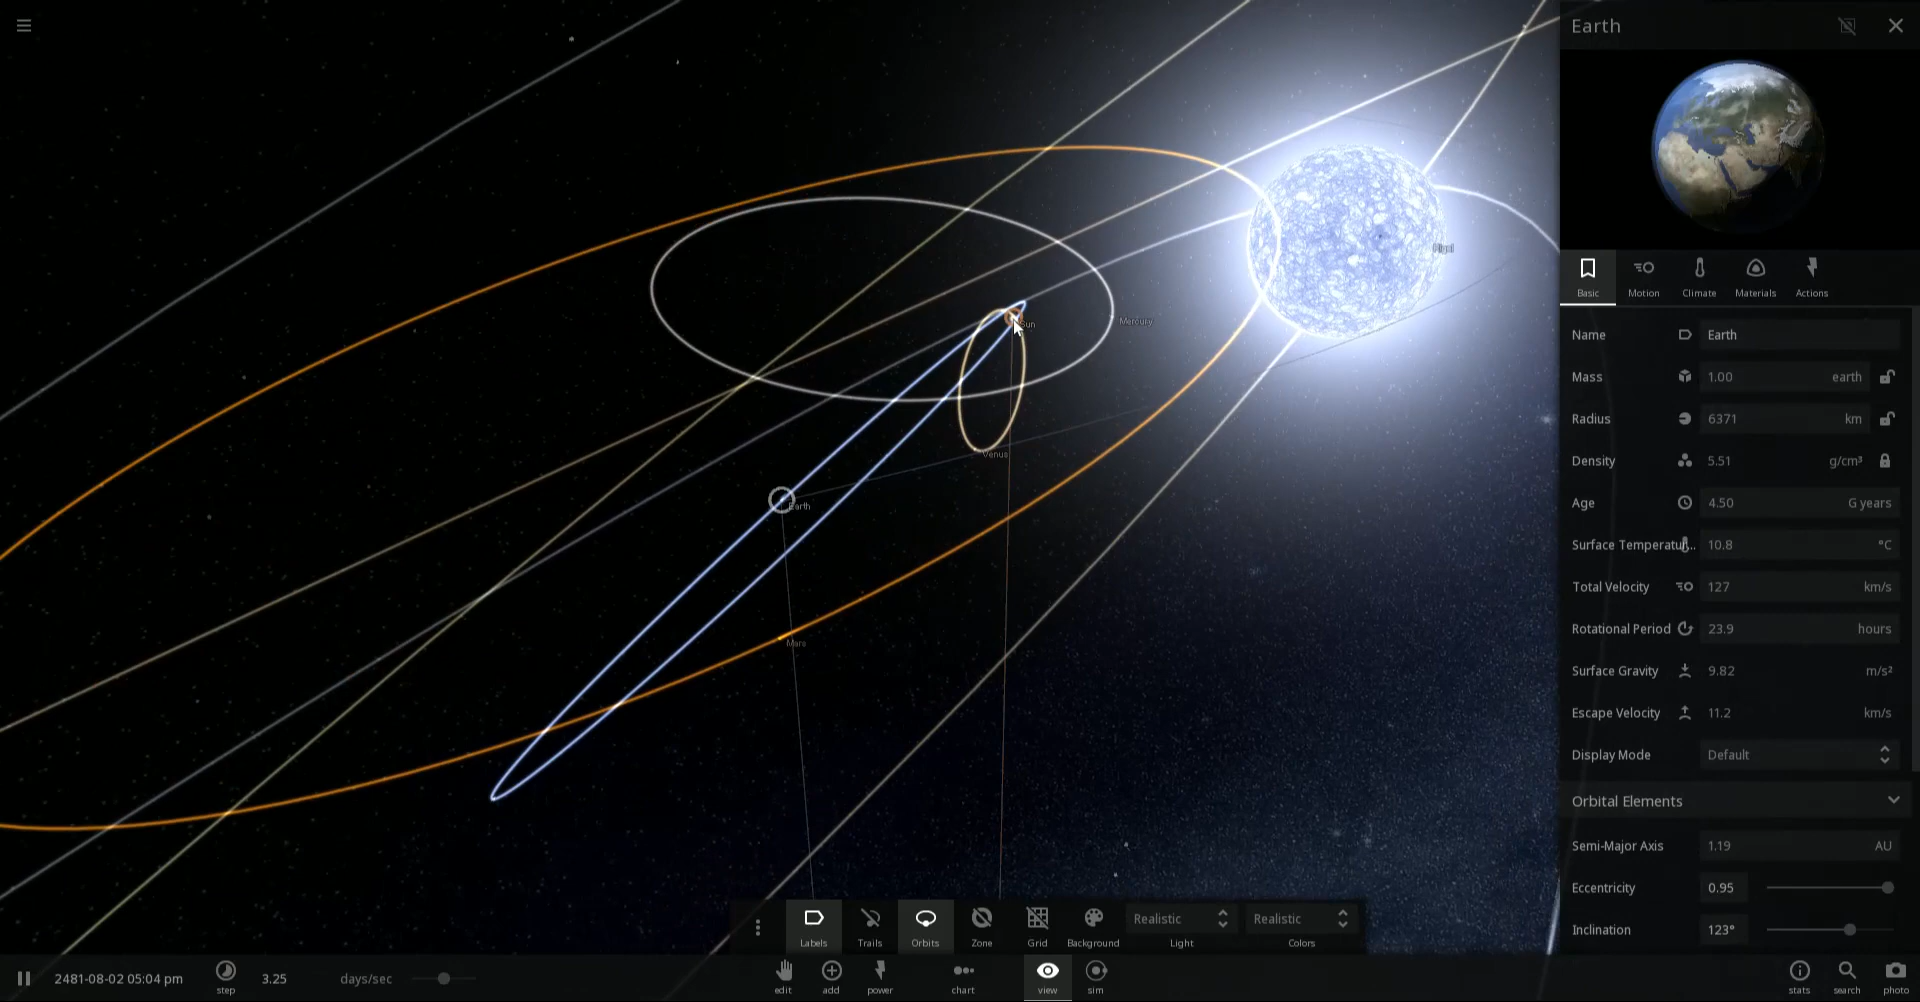 Earth
Rigel
Sun
Mercury
Venus
Earth
Mars
Basic
Motion
Climate
Materials
Actions
Name Earth
Mass 1.00 earth
Radius 6371 km
Density 5.51 g/cm³
Age 4.50 G years
Surface Temperatur... 10.8 °C
Total Velocity 127 km/s
Rotational Period 23.9 hours
Surface Gravity 9.82 m/s²
Escape Velocity 11.2 km/s
Display Mode Default
Orbital Elements
Semi-Major Axis 1.19 AU
Eccentricity 0.95
Inclination 123°
Labels
Trails
Orbits
Zone
Grid
Background
Realistic
Light
Realistic
Colors
2481-08-02 05:04 pm
step
3.25 days/sec
edit
add
power
chart
view
sim
stats
search
photo